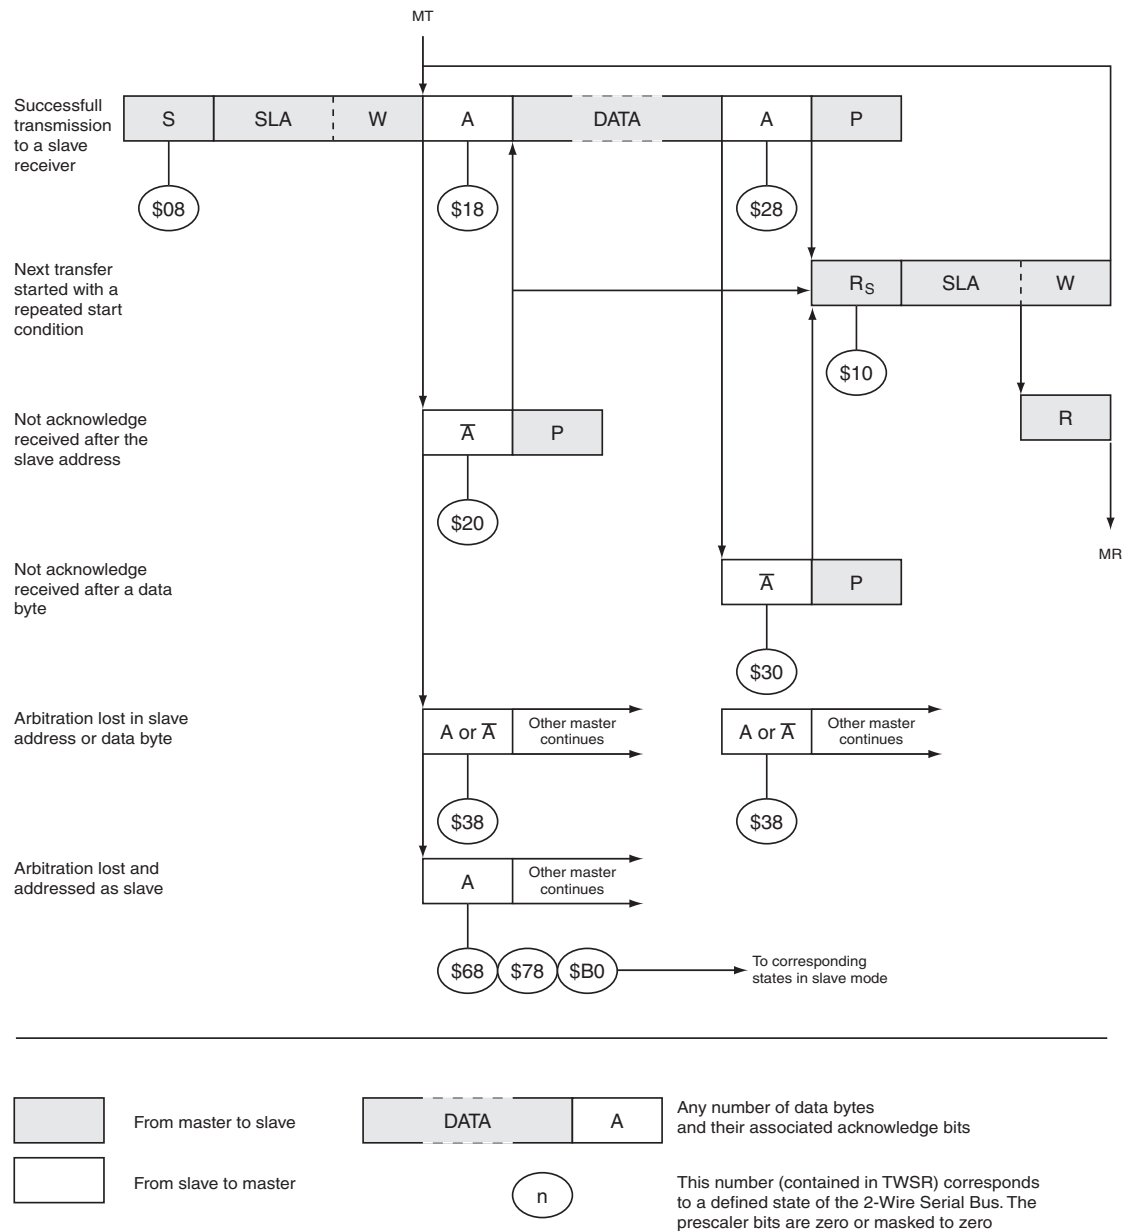 MT
Successfull
transmission
to a slave
receiver
S SLA W A DATA A P
$08 $18 $28
Next transfer
started with a
repeated start
condition
RS SLA W
$10
Not acknowledge
received after the
slave address
A̅ P
R
$20
MR
Not acknowledge
received after a data
byte
A̅ P
$30
Arbitration lost in slave
address or data byte
A or A̅
Other master
continues
A or A̅
Other master
continues
$38 $38
Arbitration lost and
addressed as slave
A
Other master
continues
$68 $78 $B0
To corresponding
states in slave mode
From master to slave
DATA A
Any number of data bytes
and their associated acknowledge bits
From slave to master
n
This number (contained in TWSR) corresponds
to a defined state of the 2-Wire Serial Bus. The
prescaler bits are zero or masked to zero